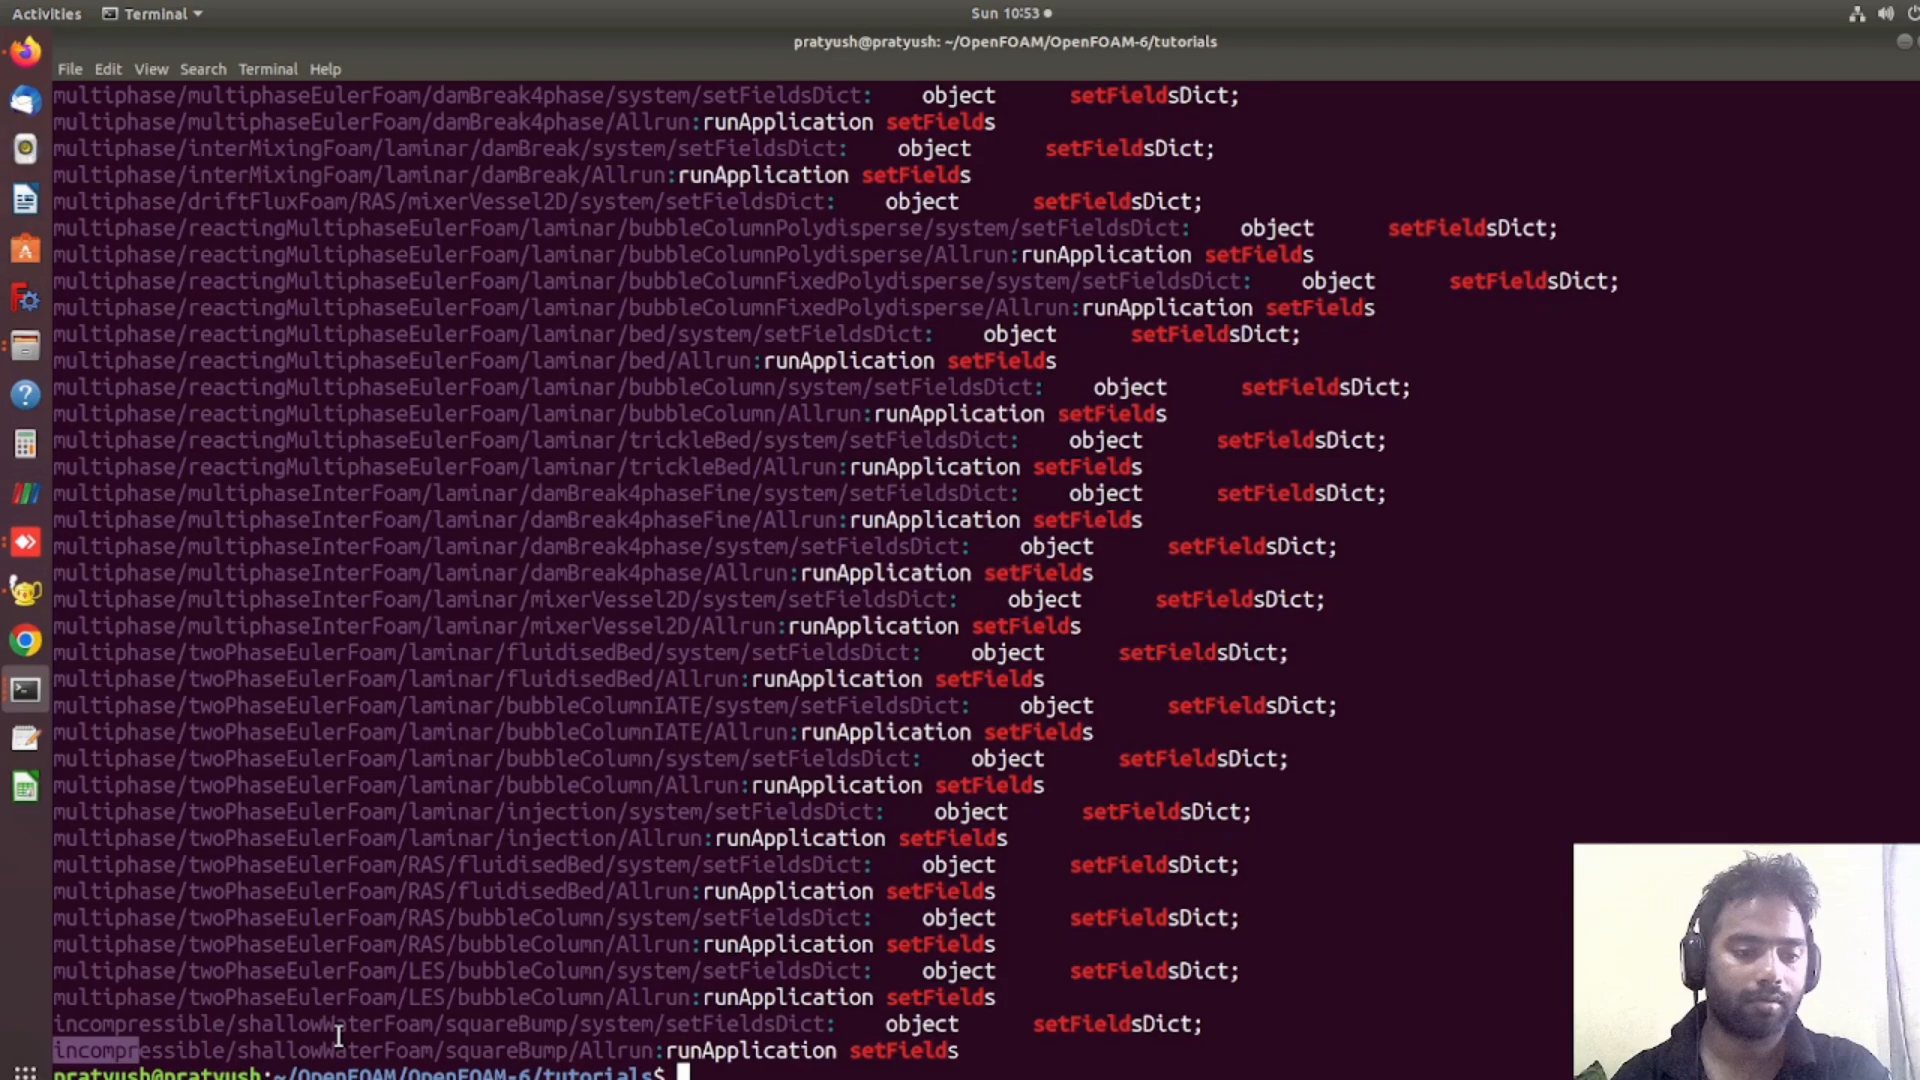 Activities Terminal Sun 10:53
pratyush@pratyush: ~/OpenFOAM/OpenFOAM-6/tutorials
File Edit View Search Terminal Help
multiphase/multiphaseEulerFoam/damBreak4phase/system/setFieldsDict: object setFieldsDict;
multiphase/multiphaseEulerFoam/damBreak4phase/Allrun:runApplication setFields
multiphase/interMixingFoam/laminar/damBreak/system/setFieldsDict: object setFieldsDict;
multiphase/interMixingFoam/laminar/damBreak/Allrun:runApplication setFields
multiphase/driftFluxFoam/RAS/mixerVessel2D/system/setFieldsDict: object setFieldsDict;
multiphase/reactingMultiphaseEulerFoam/laminar/bubbleColumnPolydisperse/system/setFieldsDict: object setFieldsDict;
multiphase/reactingMultiphaseEulerFoam/laminar/bubbleColumnPolydisperse/Allrun:runApplication setFields
multiphase/reactingMultiphaseEulerFoam/laminar/bubbleColumnFixedPolydisperse/system/setFieldsDict: object setFieldsDict;
multiphase/reactingMultiphaseEulerFoam/laminar/bubbleColumnFixedPolydisperse/Allrun:runApplication setFields
multiphase/reactingMultiphaseEulerFoam/laminar/bed/system/setFieldsDict: object setFieldsDict;
multiphase/reactingMultiphaseEulerFoam/laminar/bed/Allrun:runApplication setFields
multiphase/reactingMultiphaseEulerFoam/laminar/bubbleColumn/system/setFieldsDict: object setFieldsDict;
multiphase/reactingMultiphaseEulerFoam/laminar/bubbleColumn/Allrun:runApplication setFields
multiphase/reactingMultiphaseEulerFoam/laminar/trickleBed/system/setFieldsDict: object setFieldsDict;
multiphase/reactingMultiphaseEulerFoam/laminar/trickleBed/Allrun:runApplication setFields
multiphase/multiphaseInterFoam/laminar/damBreak4phaseFine/system/setFieldsDict: object setFieldsDict;
multiphase/multiphaseInterFoam/laminar/damBreak4phaseFine/Allrun:runApplication setFields
multiphase/multiphaseInterFoam/laminar/damBreak4phase/system/setFieldsDict: object setFieldsDict;
multiphase/multiphaseInterFoam/laminar/damBreak4phase/Allrun:runApplication setFields
multiphase/multiphaseInterFoam/laminar/mixerVessel2D/system/setFieldsDict: object setFieldsDict;
multiphase/multiphaseInterFoam/laminar/mixerVessel2D/Allrun:runApplication setFields
multiphase/twoPhaseEulerFoam/laminar/fluidisedBed/system/setFieldsDict: object setFieldsDict;
multiphase/twoPhaseEulerFoam/laminar/fluidisedBed/Allrun:runApplication setFields
multiphase/twoPhaseEulerFoam/laminar/bubbleColumnIATE/system/setFieldsDict: object setFieldsDict;
multiphase/twoPhaseEulerFoam/laminar/bubbleColumnIATE/Allrun:runApplication setFields
multiphase/twoPhaseEulerFoam/laminar/bubbleColumn/system/setFieldsDict: object setFieldsDict;
multiphase/twoPhaseEulerFoam/laminar/bubbleColumn/Allrun:runApplication setFields
multiphase/twoPhaseEulerFoam/laminar/injection/system/setFieldsDict: object setFieldsDict;
multiphase/twoPhaseEulerFoam/laminar/injection/Allrun:runApplication setFields
multiphase/twoPhaseEulerFoam/RAS/fluidisedBed/system/setFieldsDict: object setFieldsDict;
multiphase/twoPhaseEulerFoam/RAS/fluidisedBed/Allrun:runApplication setFields
multiphase/twoPhaseEulerFoam/RAS/bubbleColumn/system/setFieldsDict: object setFieldsDict;
multiphase/twoPhaseEulerFoam/RAS/bubbleColumn/Allrun:runApplication setFields
multiphase/twoPhaseEulerFoam/LES/bubbleColumn/system/setFieldsDict: object setFieldsDict;
multiphase/twoPhaseEulerFoam/LES/bubbleColumn/Allrun:runApplication setFields
incompressible/shallowWaterFoam/squareBump/system/setFieldsDict: object setFieldsDict;
incompressible/shallowWaterFoam/squareBump/Allrun:runApplication setFields
pratyush@pratyush:~/OpenFOAM/OpenFOAM-6/tutorials$